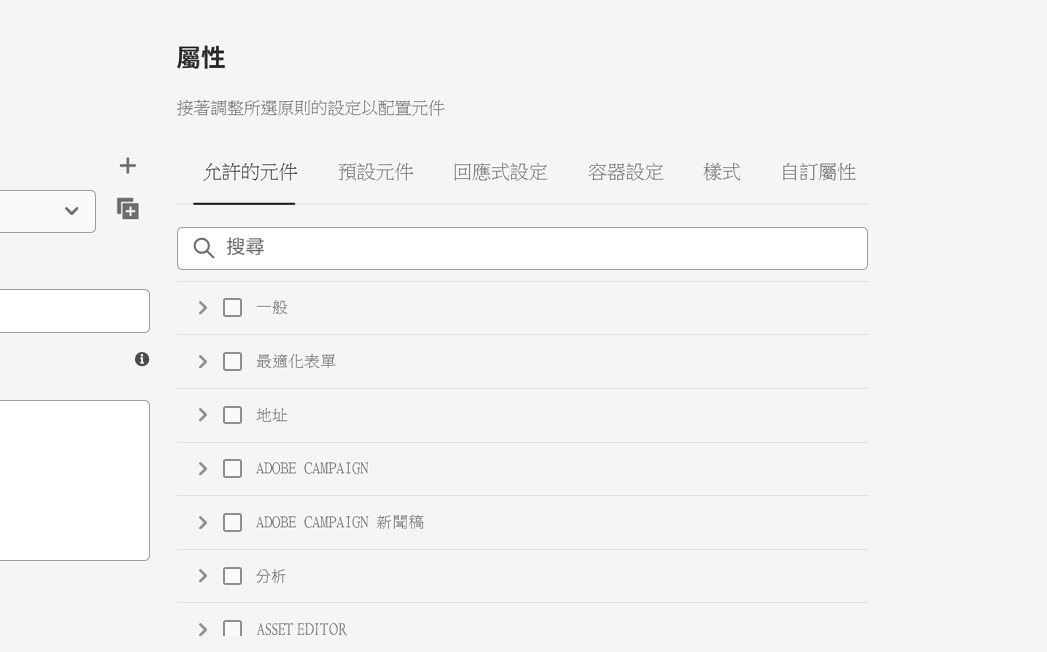 屬性
接著調整所選原則的設定以配置元件
允許的元件 預設元件 回應式設定 容器設定 樣式 自訂屬性
搜尋
一般
最適化表單
地址
ADOBE CAMPAIGN
ADOBE CAMPAIGN 新聞稿
分析
ASSET EDITOR